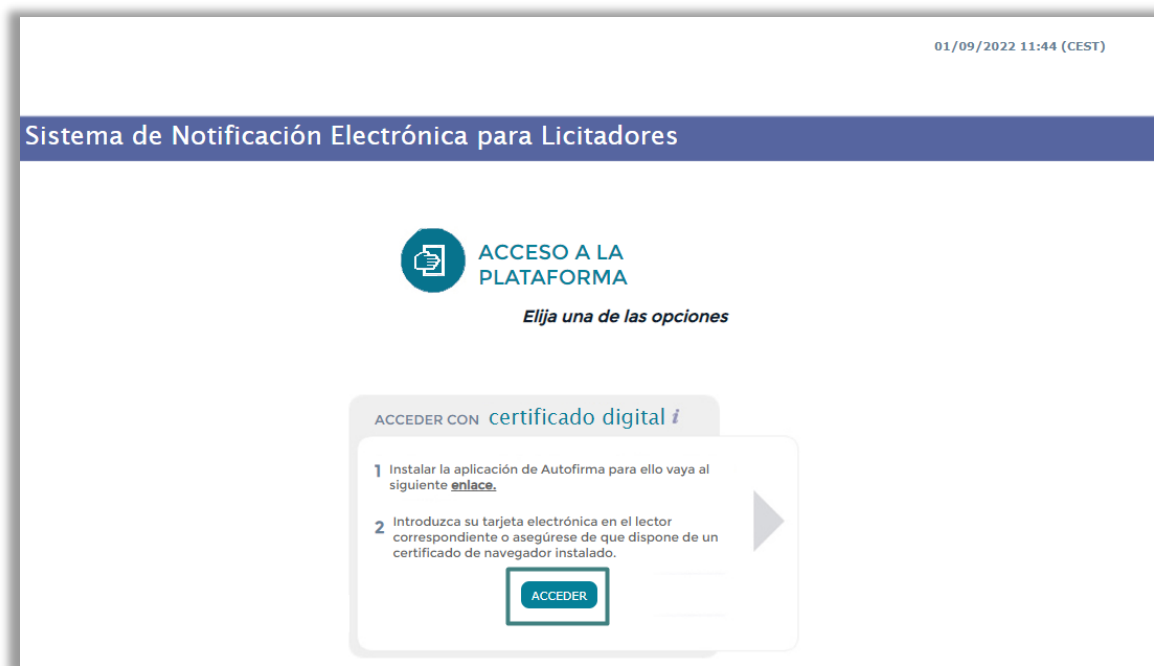 01/09/2022 11:44 (CEST)
Sistema de Notificación Electrónica para Licitadores
ACCESO A LA
PLATAFORMA
Elija una de las opciones
ACCEDER CON certificado digital i
1 Instalar la aplicación de Autofirma para ello vaya al
siguiente enlace.
2 Introduzca su tarjeta electrónica en el lector
correspondiente o asegúrese de que dispone de un
certificado de navegador instalado.
ACCEDER